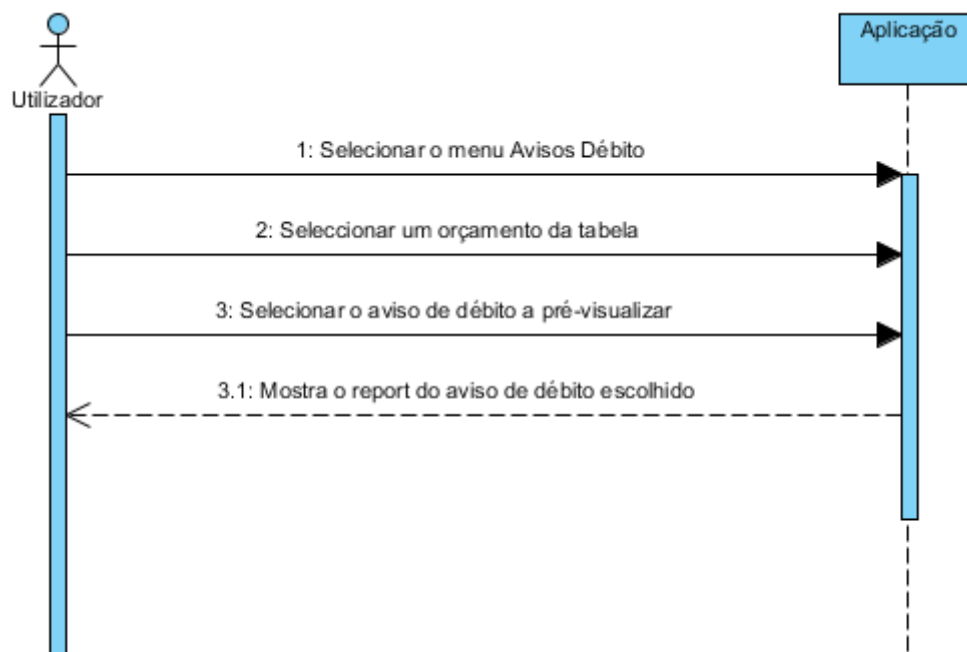 Utilizador
Aplicação
1: Selecionar o menu Avisos Débito
2: Seleccionar um orçamento da tabela
3: Selecionar o aviso de débito a pré-visualizar
3.1: Mostra o report do aviso de débito escolhido